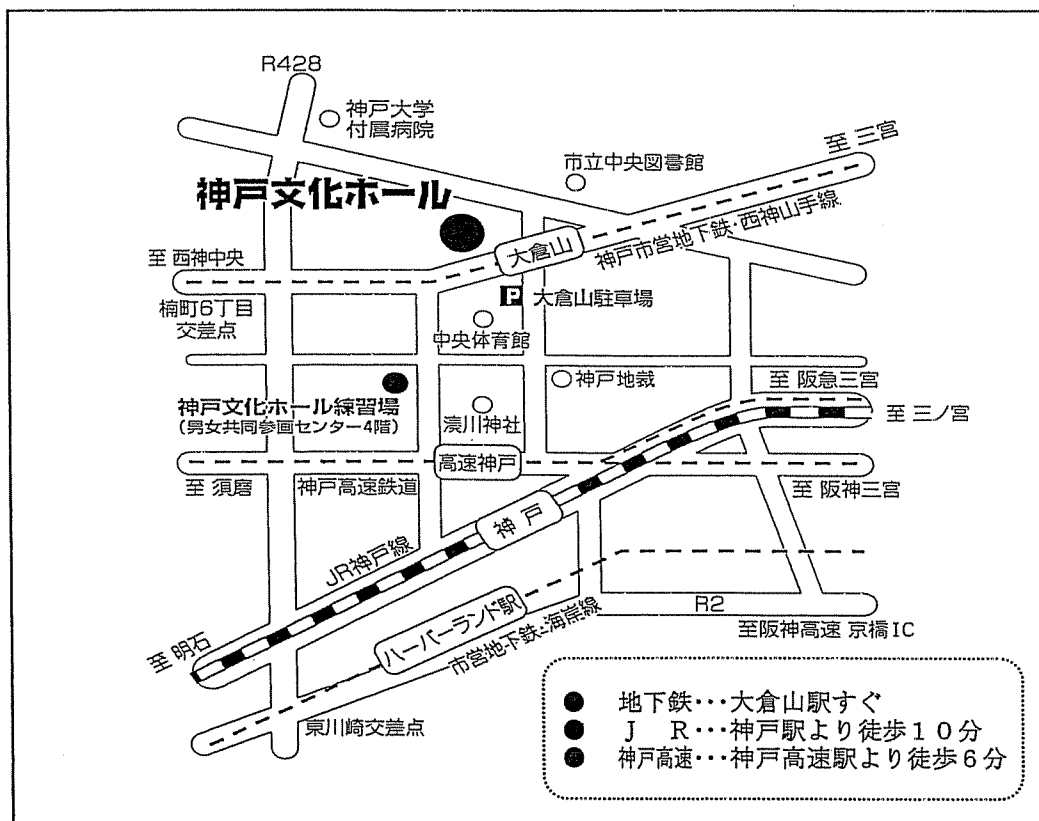 R428
神戸大学
付属病院
市立中央図書館
至 三宮
神戸文化ホール
大倉山
神戸市営地下鉄・西神山手線
至 西神中央
P 大倉山駐車場
楠町6丁目
交差点
中央体育館
神戸地裁
至 阪急三宮
神戸文化ホール練習場
(男女共同参画センター4階)
湊川神社
至 三ノ宮
高速神戸
至 須磨
神戸高速鉄道
至 阪神三宮
神戸
JR神戸線
ハーバーランド駅
R2
市営地下鉄・海岸線
至阪神高速 京橋IC
至 明石
東川崎交差点
● 地下鉄・・・大倉山駅すぐ
● J R・・・神戸駅より徒歩10分
● 神戸高速・・・神戸高速駅より徒歩6分